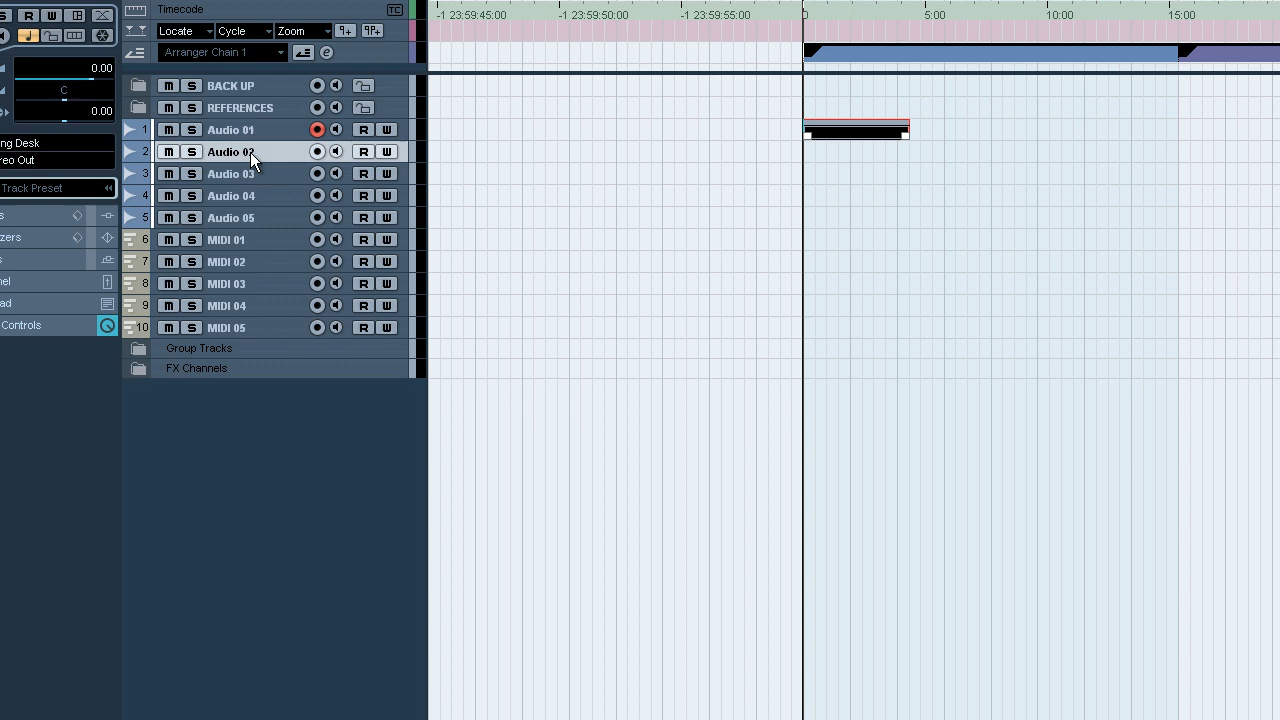 Timecode TC
-1 23:59:45:00 -1 23:59:50:00 -1 23:59:55:00 0 5:00 10:00 15:00
S R W
Locate Cycle Zoom
Arranger Chain 1 e
0.00
C
0.00
M S BACK UP
M S REFERENCES
1 M S Audio 01 R W
ng Desk
2 M S Audio 02 R W
reo Out
3 M S Audio 03 R W
Track Preset
4 M S Audio 04 R W
s
5 M S Audio 05 R W
zers
6 M S MIDI 01 R W
s
7 M S MIDI 02 R W
nel
8 M S MIDI 03 R W
ad
9 M S MIDI 04 R W
Controls
10 M S MIDI 05 R W
Group Tracks
FX Channels